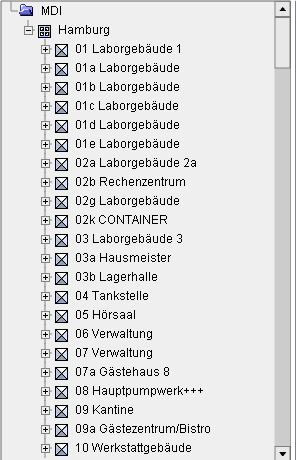 MDI
Hamburg
01 Laborgebäude 1
01a Laborgebäude
01b Laborgebäude
01c Laborgebäude
01d Laborgebäude
01e Laborgebäude
02a Laborgebäude 2a
02b Rechenzentrum
02g Laborgebäude
02k CONTAINER
03 Laborgebäude 3
03a Hausmeister
03b Lagerhalle
04 Tankstelle
05 Hörsaal
06 Verwaltung
07 Verwaltung
07a Gästehaus 8
08 Hauptpumpwerk+++
09 Kantine
09a Gästezentrum/Bistro
10 Werkstattgebäude